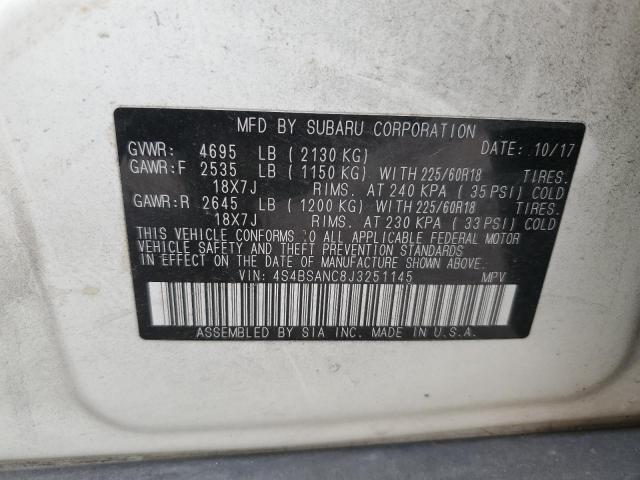 MFD BY SUBARU CORPORATION
GVWR: 4695 LB ( 2130 KG) DATE: 10/17
GAWR:F 2535 LB ( 1150 KG) WITH 225/60R18 TIRES.
18X7J RIMS. AT 240 KPA ( 35 PSI) COLD
GAWR:R 2645 LB ( 1200 KG) WITH 225/60R18 TIRES.
18X7J RIMS. AT 230 KPA ( 33 PSI) COLD
THIS VEHICLE CONFORMS TO ALL APPLICABLE FEDERAL MOTOR
VEHICLE SAFETY AND THEFT PREVENTION STANDARDS
IN EFFECT ON THE DATE OF MANUFACTURE SHOWN ABOVE.
VIN: 4S4BSANC8J3251145 MPV
ASSEMBLED BY SIA INC. MADE IN U.S.A.